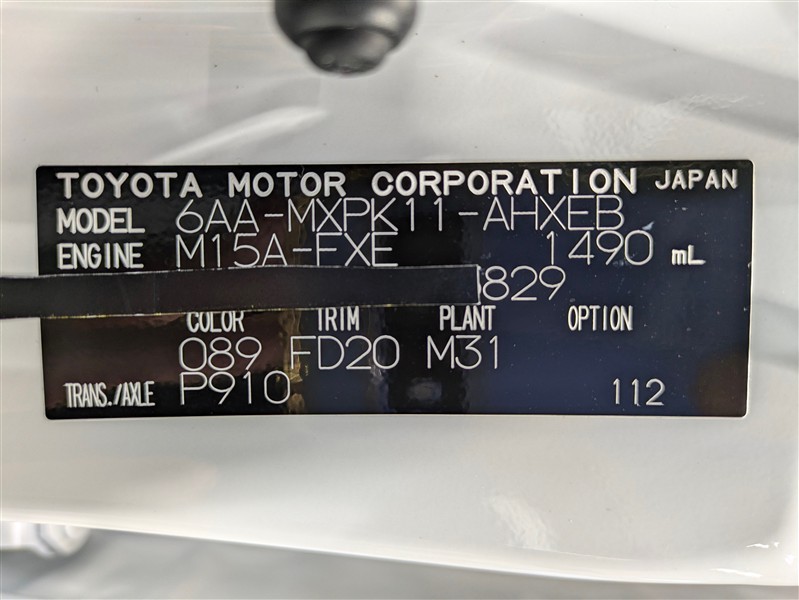 TOYOTA MOTOR CORPORATION JAPAN
MODEL 6AA-MXPK11-AHXEB
ENGINE M15A-FXE 1490 mL
829
COLOR TRIM PLANT OPTION
089 FD20 M31
TRANS./AXLE P910 112